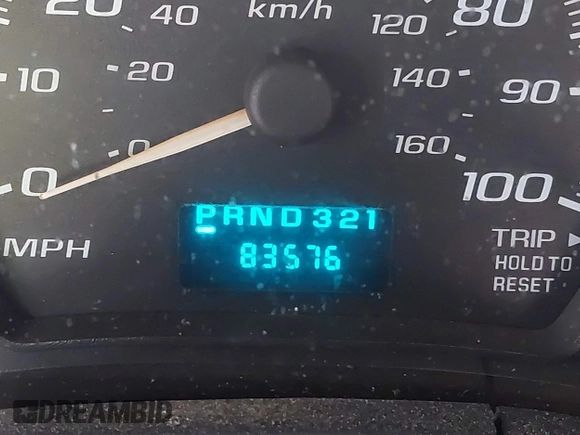 20 40 km/h 120 80
10 20 140 90
0 0 160 100
PRND321
MPH 83576 TRIP
HOLD TO
RESET
DREAMBID